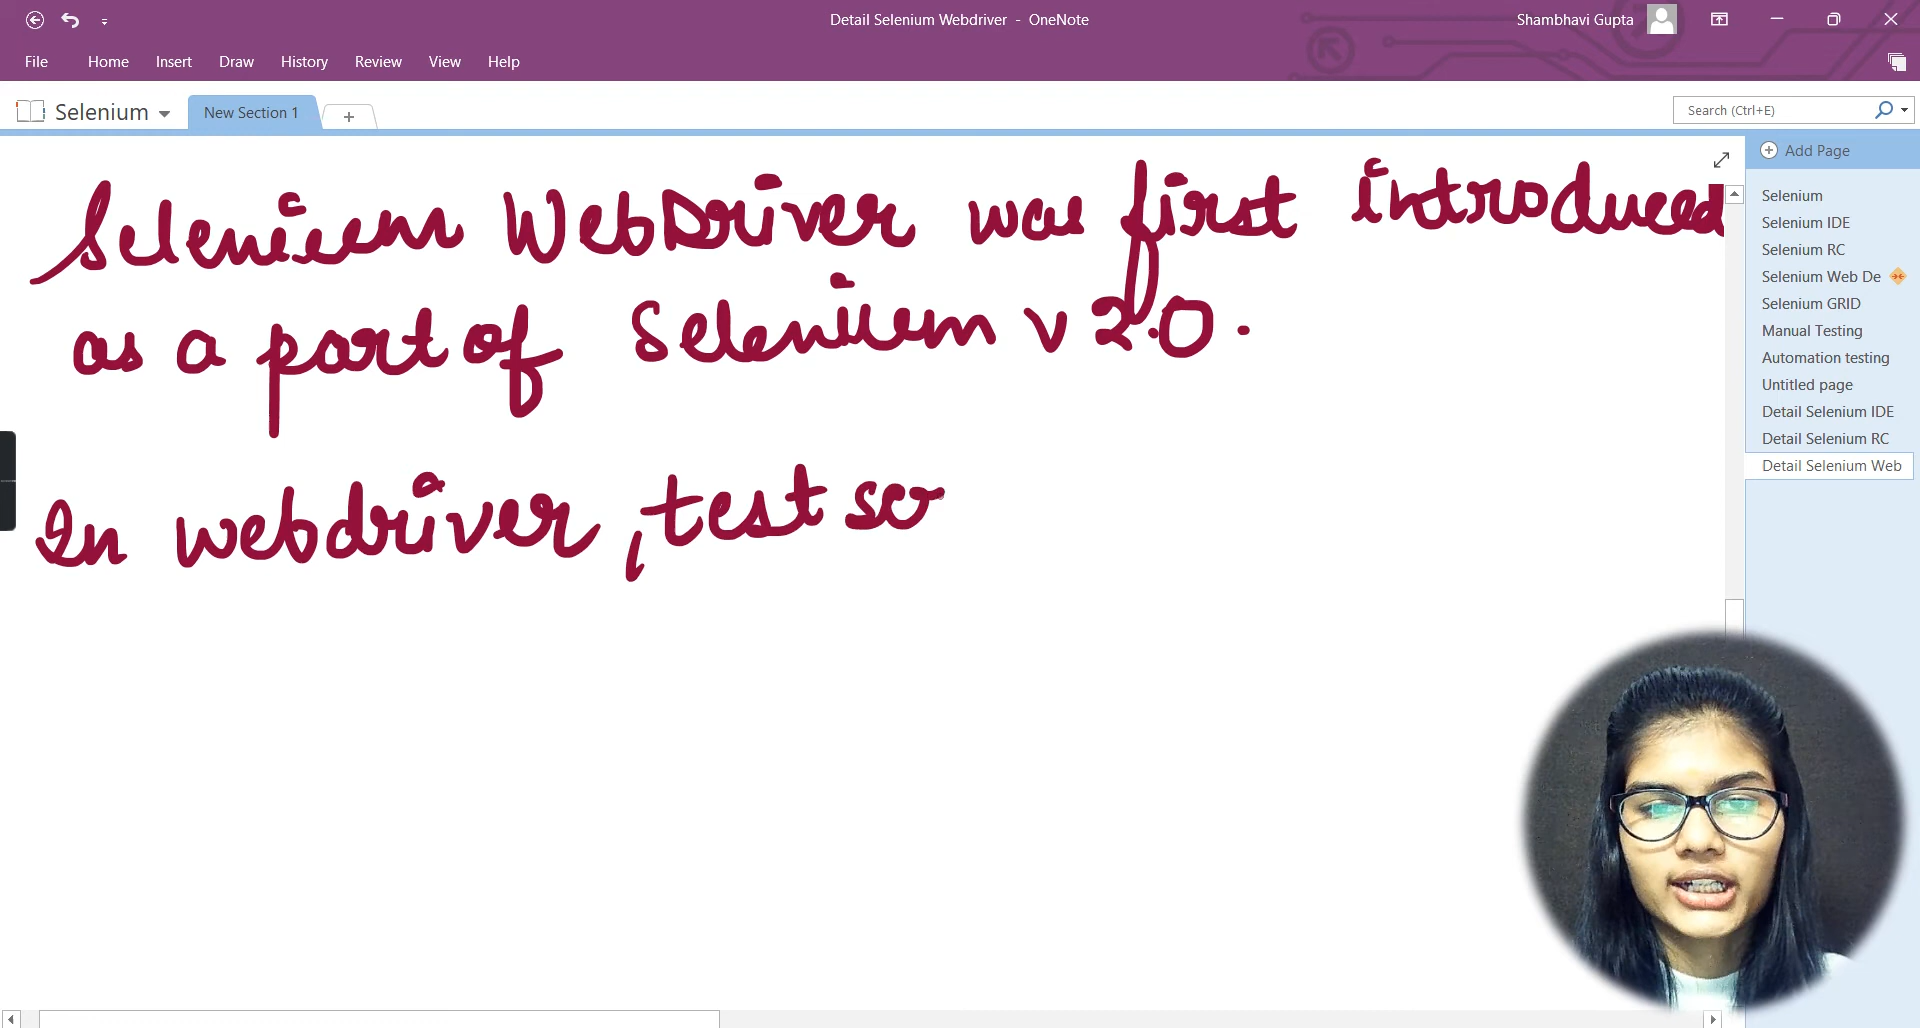 Detail Selenium Webdriver - OneNote
Shambhavi Gupta
File Home Insert Draw History Review View Help
Selenium
New Section 1
+
Search (Ctrl+E)
Add Page
Selenium
Selenium IDE
Selenium RC
Selenium Web De
Selenium GRID
Manual Testing
Automation testing
Untitled page
Detail Selenium IDE
Detail Selenium RC
Detail Selenium Web
Selenium WebDriver was first introduced
as a part of Selenium v 2.0.
In webdriver, test scr